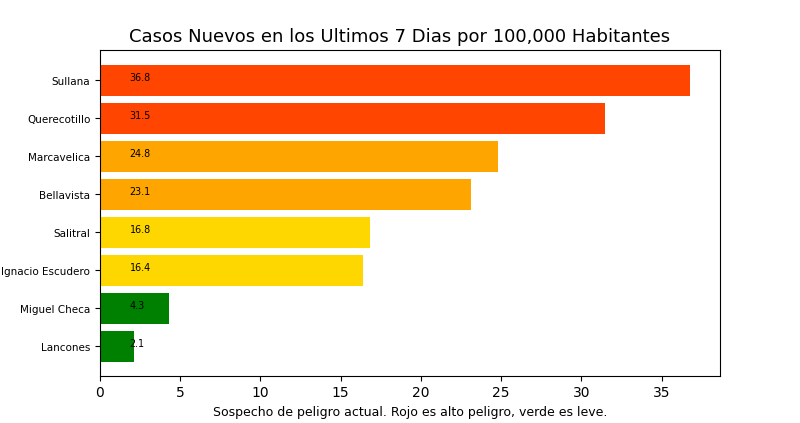 Casos Nuevos en los Ultimos 7 Dias por 100,000 Habitantes
Sullana 36.8
Querecotillo 31.5
Marcavelica 24.8
Bellavista 23.1
Salitral 16.8
Ignacio Escudero 16.4
Miguel Checa 4.3
Lancones 2.1
0 5 10 15 20 25 30 35
Sospecho de peligro actual. Rojo es alto peligro, verde es leve.